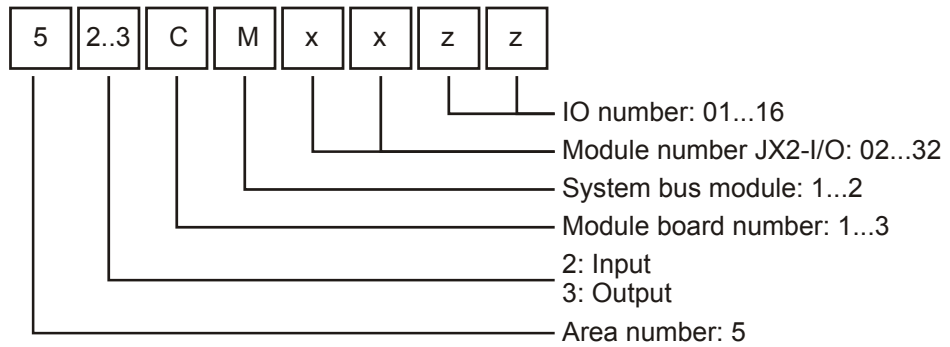 5 2..3 C M x x z z
IO number: 01...16
Module number JX2-I/O: 02...32
System bus module: 1...2
Module board number: 1...3
2: Input
3: Output
Area number: 5